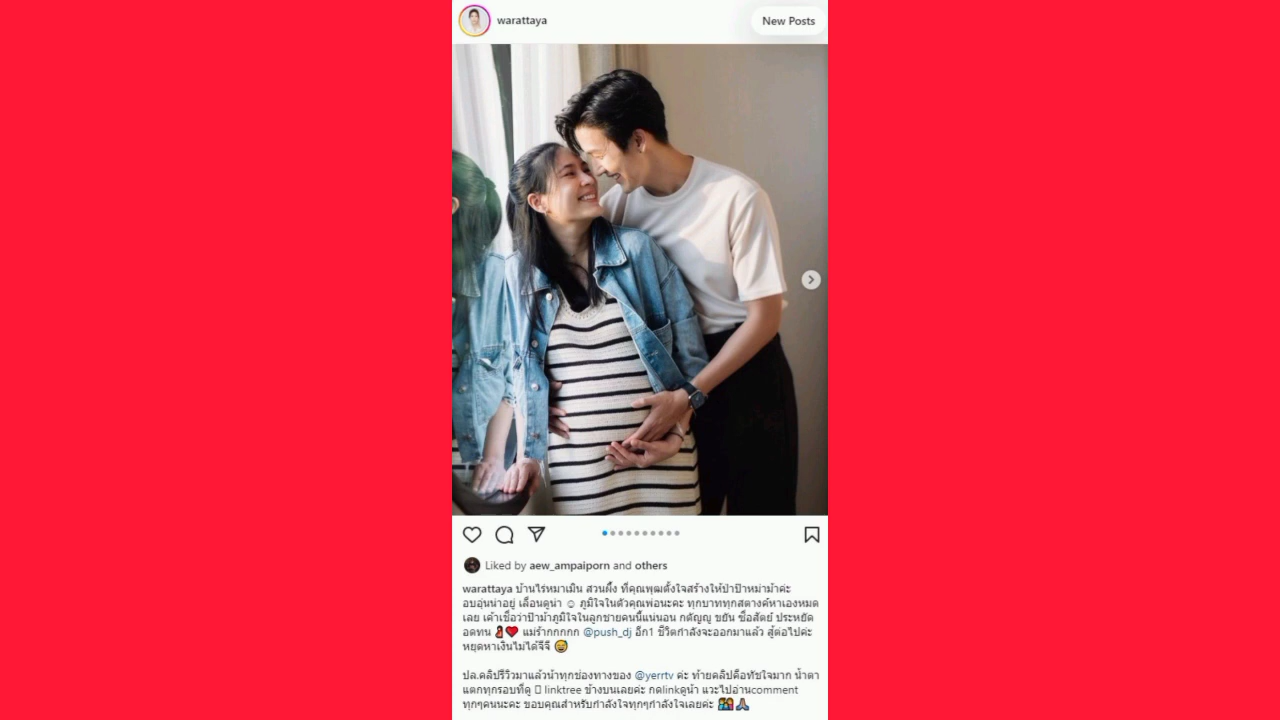 warattaya
New Posts
Liked by aew_ampaiporn and others
warattaya บ้านไร่หมาเมิน สวนผึ้ง ที่คุณพุฒตั้งใจสร้างให้ป่าป๊าหม่าม้าค่ะ
อบอุ่นน่าอยู่ เลื่อนดูน่า ☺️ ภูมิใจในตัวคุณพ่อนะคะ ทุกบาททุกสตางค์หาเองหมด
เลย เค้าเชื่อว่าป๊าม้าภูมิใจในลูกชายคนนี้แน่นอน กตัญญู ขยัน ซื่อสัตย์ ประหยัด
อดทน 🤰❤️ แม่ร้ากกกกก @push_dj อีก1 ชีวิตกำลังจะออกมาแล้ว สู้ต่อไปค่ะ
หยุดหาเงินไม่ได้จีจี 😅
ปล.คลิปรีวิวมาแล้วน้าทุกช่องทางของ @yerrtv ค่ะ ท้ายคลิปคือทัชใจมาก น้ำตา
แตกทุกรอบที่ดู linktree ข้างบนเลยค่ะ กดlinkดูน้า แวะไปอ่านcomment
ทุกๆคนนะคะ ขอบคุณสำหรับกำลังใจทุกๆกำลังใจเลยค่ะ 👫🙏🏽